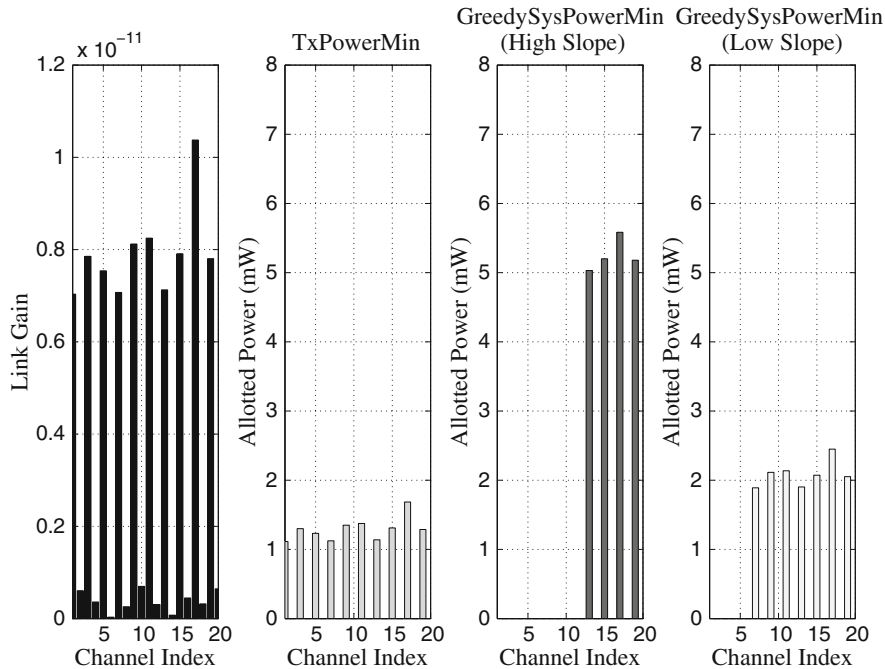 x 10⁻¹¹
1.2
1
0.8
0.6
0.4
0.2
0
5 10 15 20
Link Gain
Channel Index
TxPowerMin
8
7
6
5
4
3
2
1
0
5 10 15 20
Allotted Power (mW)
Channel Index
GreedySysPowerMin
(High Slope)
8
7
6
5
4
3
2
1
0
5 10 15 20
Allotted Power (mW)
Channel Index
GreedySysPowerMin
(Low Slope)
8
7
6
5
4
3
2
1
0
5 10 15 20
Allotted Power (mW)
Channel Index